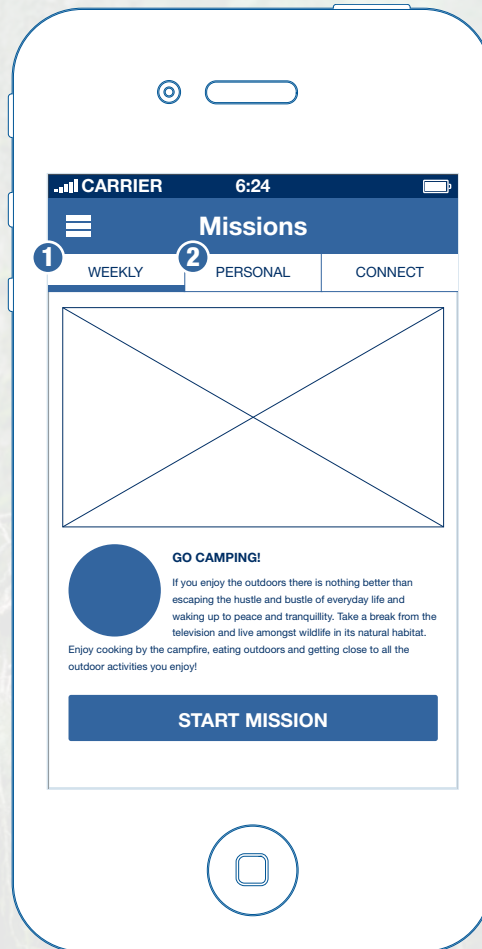 CARRIER 6:24
Missions
1 2
WEEKLY PERSONAL CONNECT
GO CAMPING!
If you enjoy the outdoors there is nothing better than
escaping the hustle and bustle of everyday life and
waking up to peace and tranquillity. Take a break from the
television and live amongst wildlife in its natural habitat.
Enjoy cooking by the campfire, eating outdoors and getting close to all the
outdoor activities you enjoy!
START MISSION